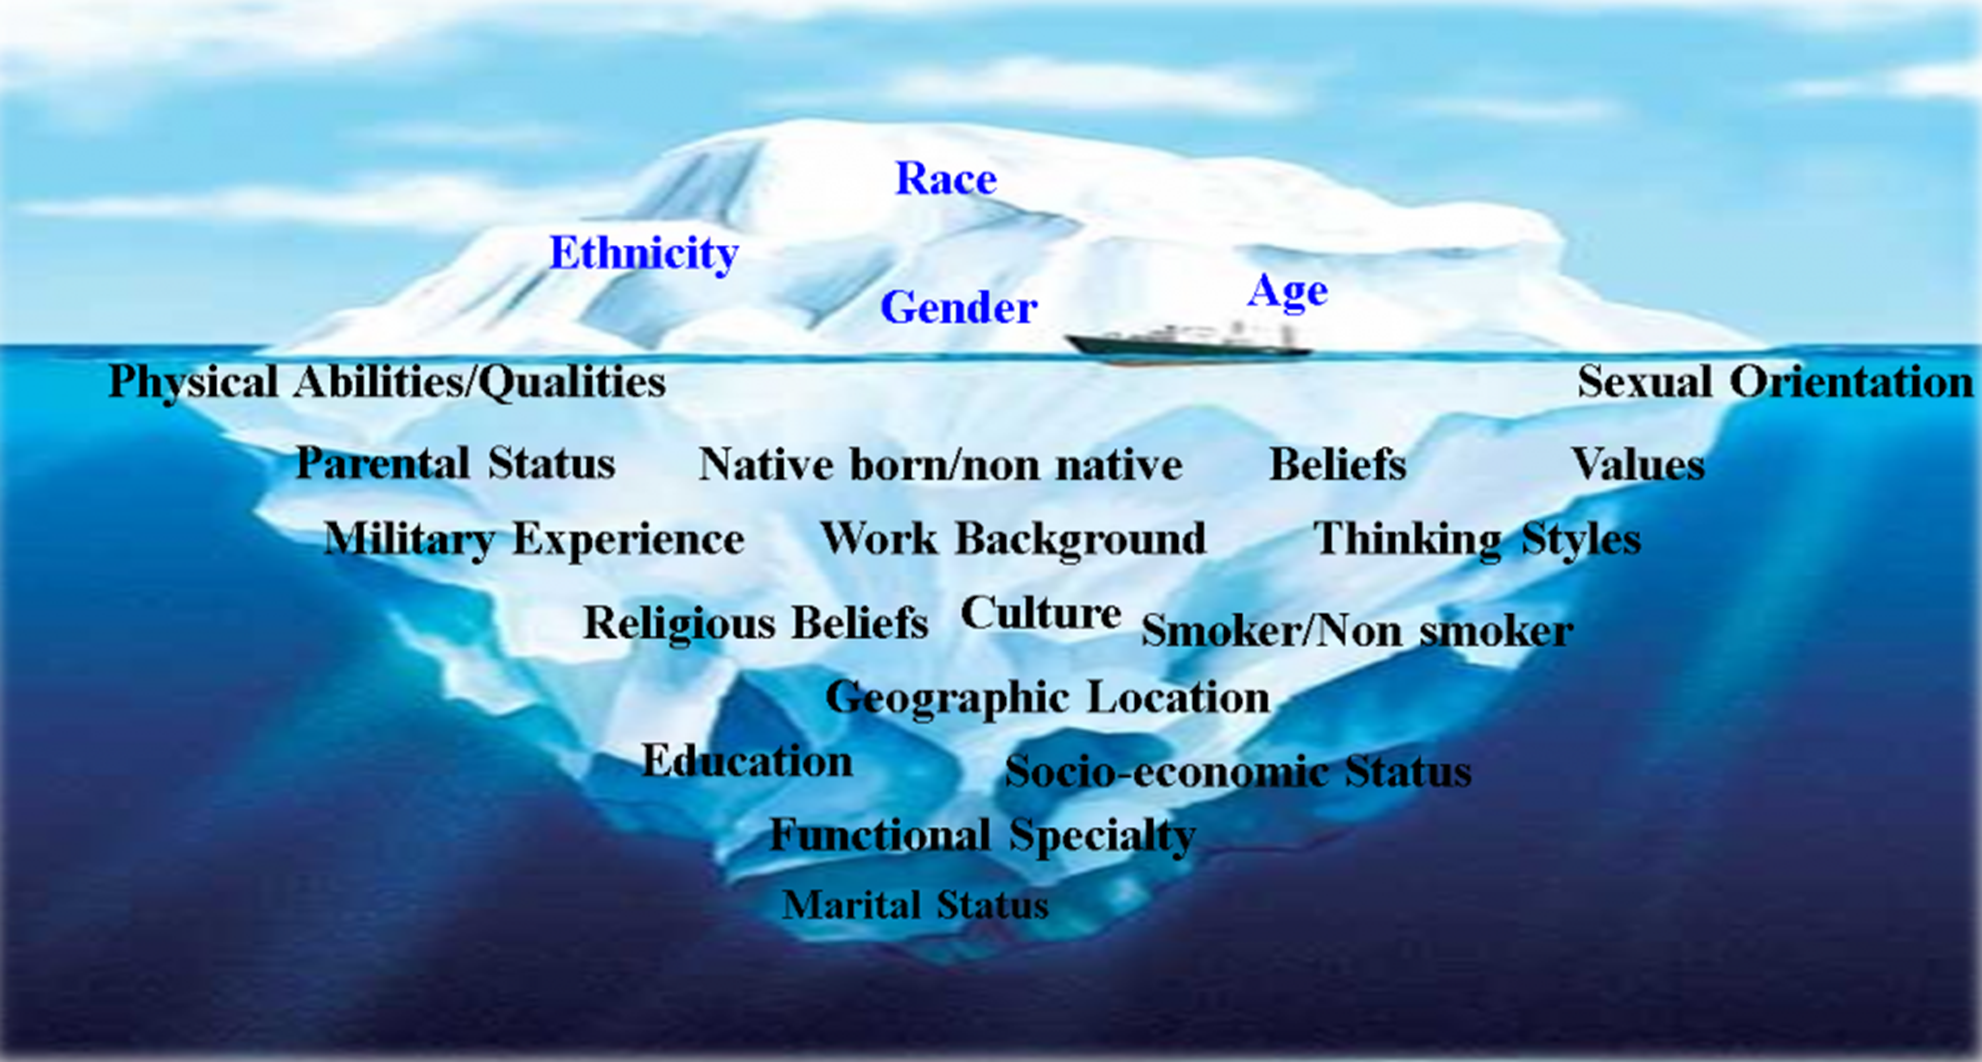 Race
Ethnicity
Gender
Age
Physical Abilities/Qualities
Sexual Orientation
Parental Status
Native born/non native
Beliefs
Values
Military Experience
Work Background
Thinking Styles
Religious Beliefs
Culture
Smoker/Non smoker
Geographic Location
Education
Socio-economic Status
Functional Specialty
Marital Status